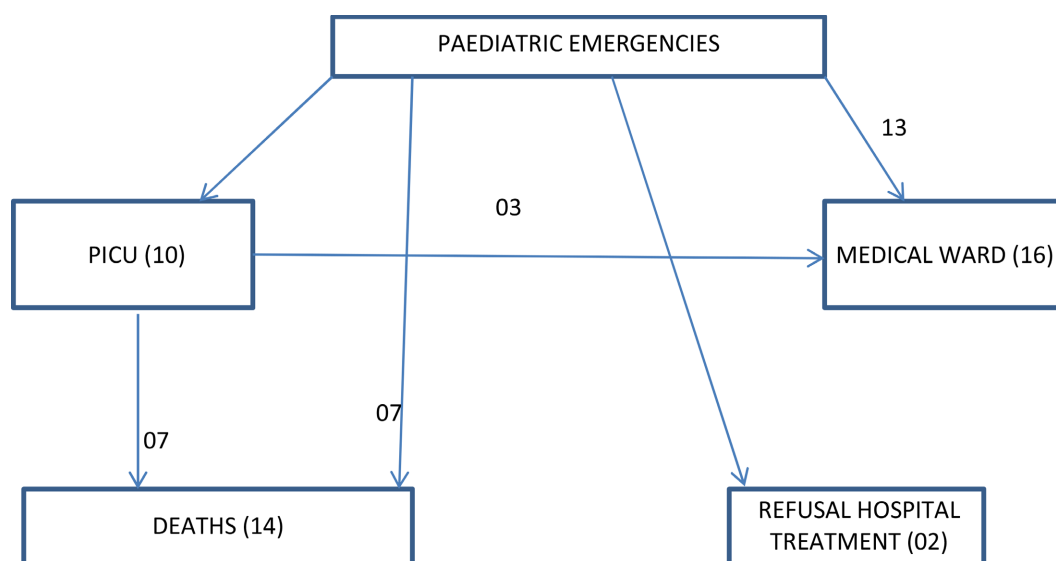 PAEDIATRIC EMERGENCIES
13
03
PICU (10)
MEDICAL WARD (16)
07
07
DEATHS (14)
REFUSAL HOSPITAL
TREATMENT (02)